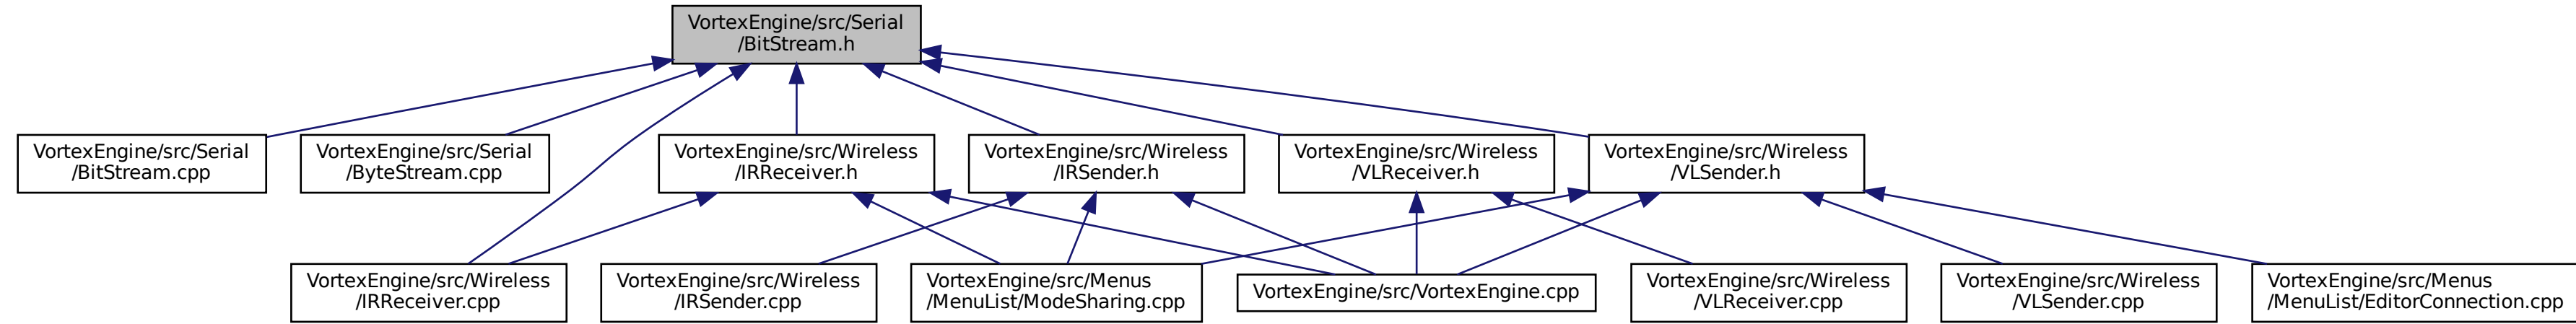 VortexEngine/src/Serial
/BitStream.h
VortexEngine/src/Serial
/BitStream.cpp
VortexEngine/src/Serial
/ByteStream.cpp
VortexEngine/src/Wireless
/IRReceiver.h
VortexEngine/src/Wireless
/IRSender.h
VortexEngine/src/Wireless
/VLReceiver.h
VortexEngine/src/Wireless
/VLSender.h
VortexEngine/src/Wireless
/IRReceiver.cpp
VortexEngine/src/Wireless
/IRSender.cpp
VortexEngine/src/Menus
/MenuList/ModeSharing.cpp
VortexEngine/src/VortexEngine.cpp
VortexEngine/src/Wireless
/VLReceiver.cpp
VortexEngine/src/Wireless
/VLSender.cpp
VortexEngine/src/Menus
/MenuList/EditorConnection.cpp